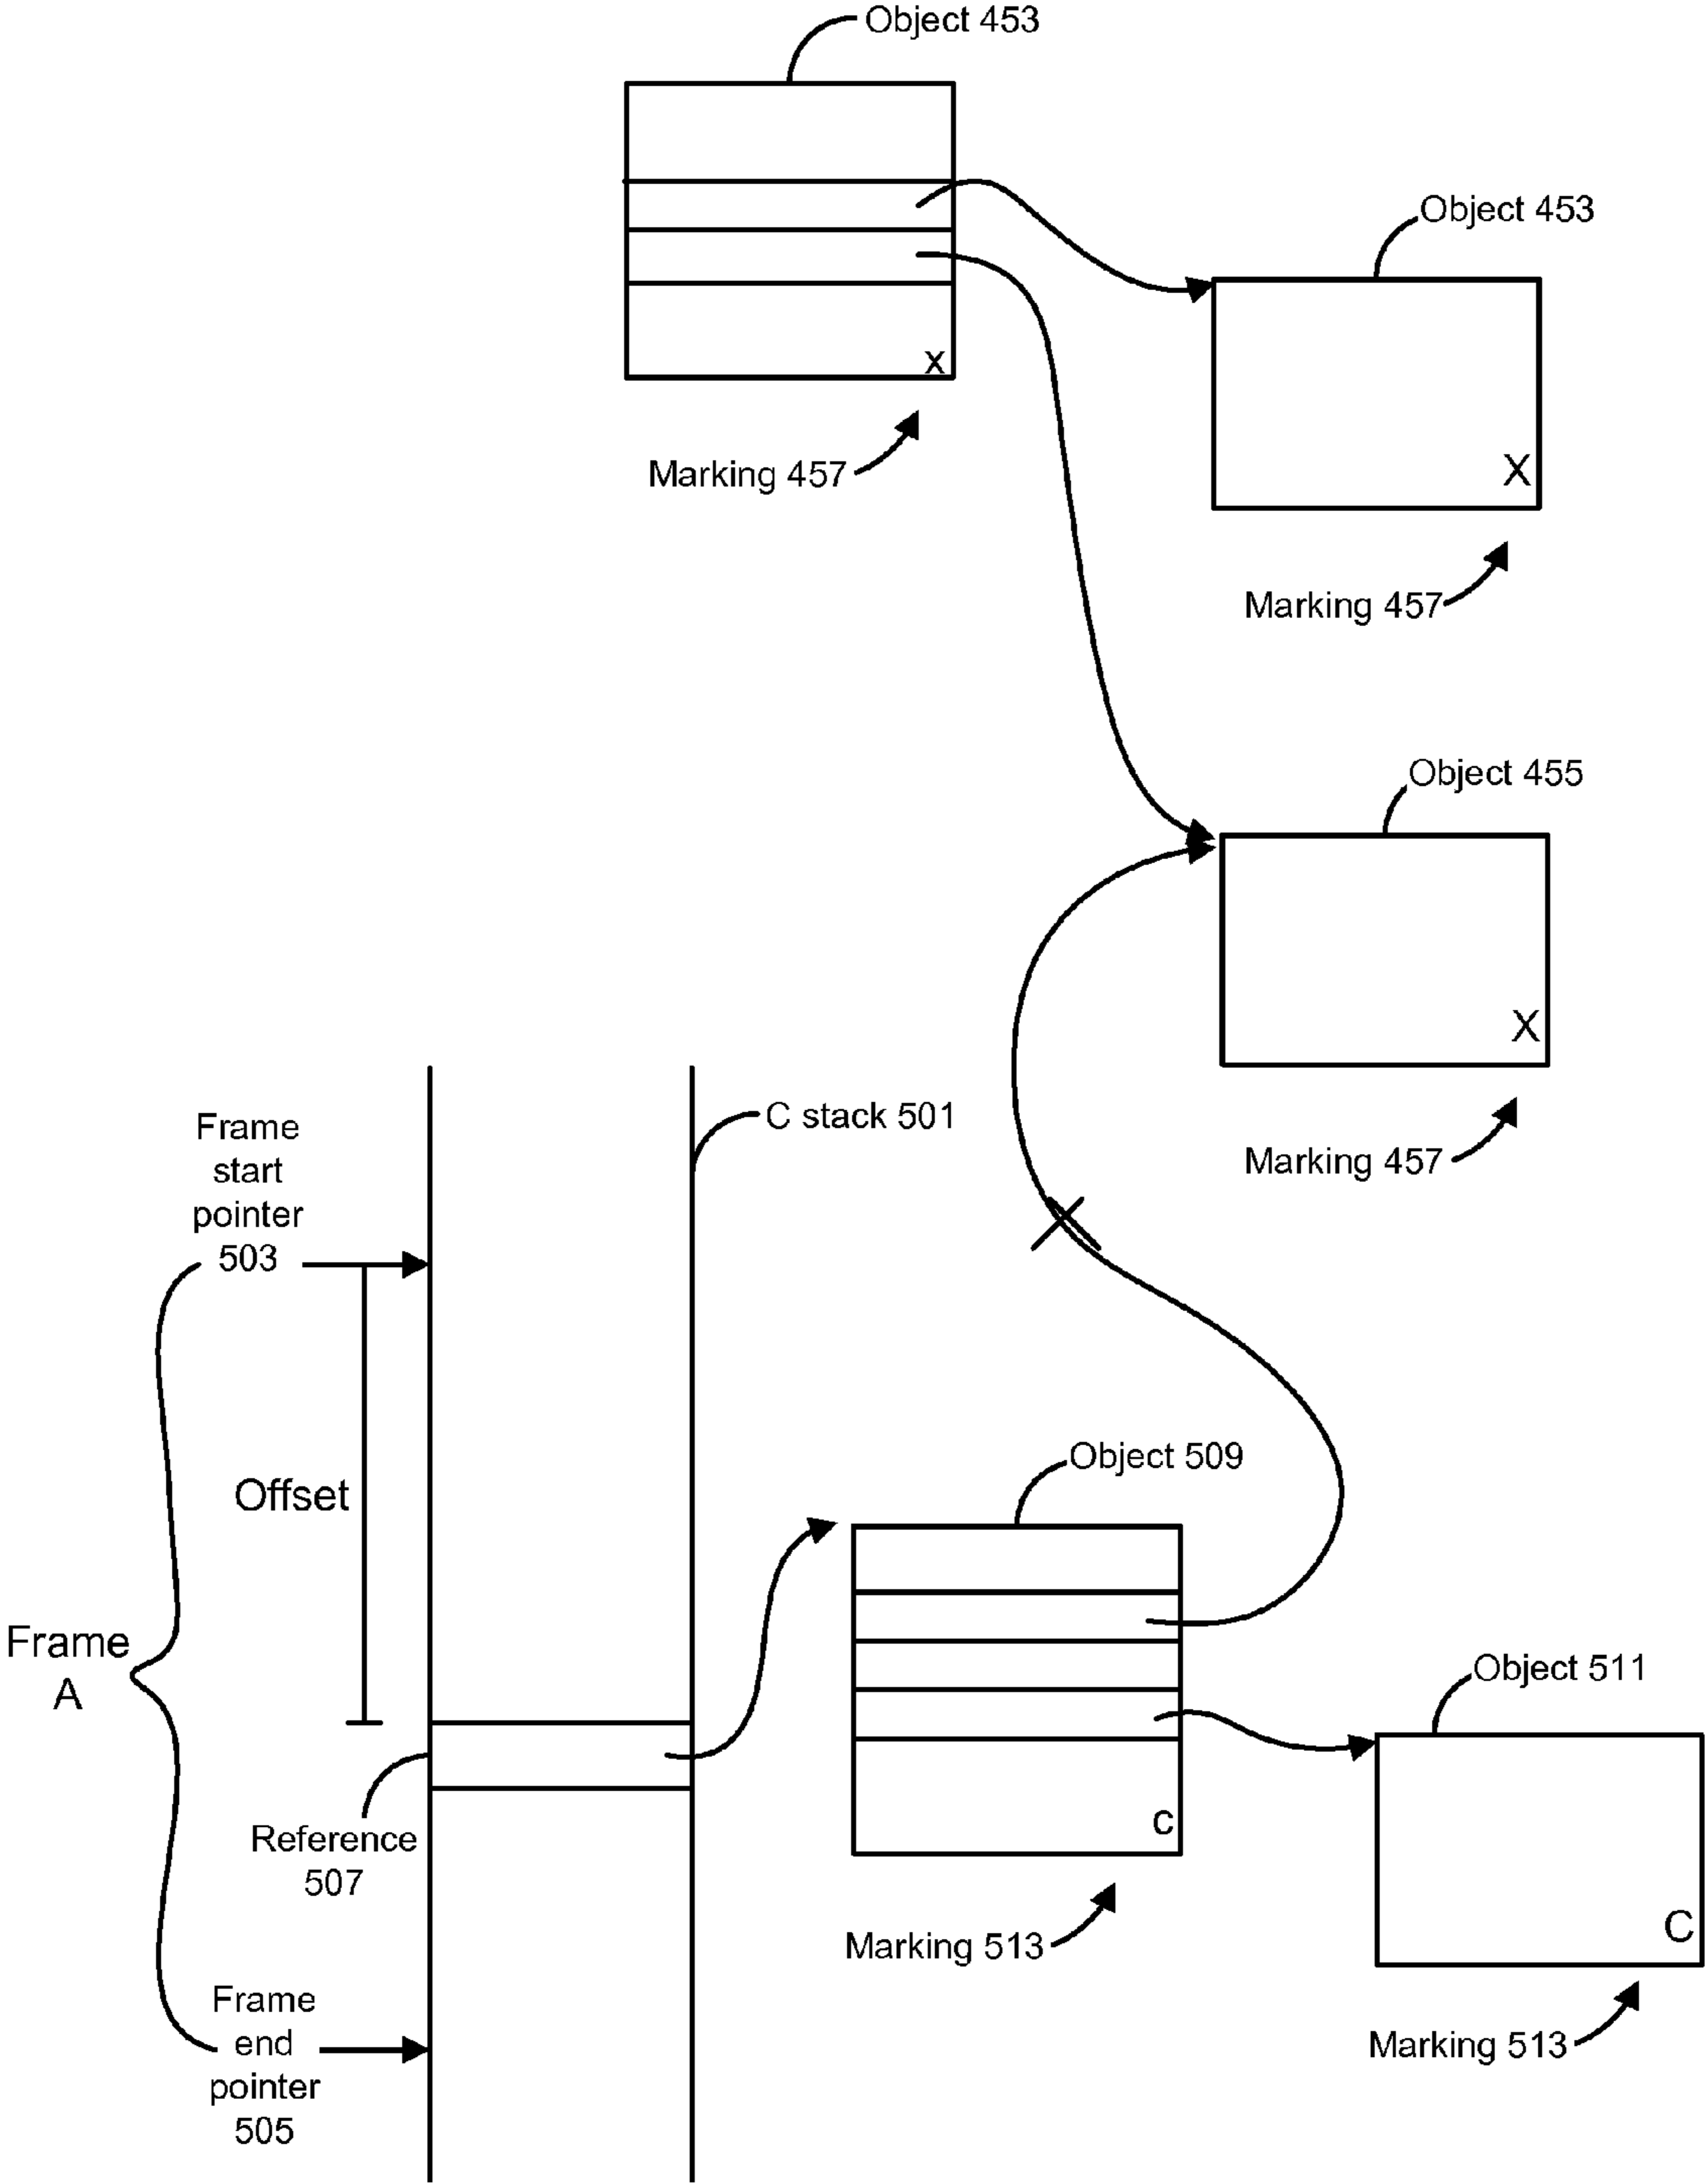 Object 453
Object 453
x
Marking 457
X
Marking 457
Object 455
X
Marking 457
C stack 501
Frame
start
pointer
503
Offset
Object 509
Frame
A
Object 511
Reference
507
c
Marking 513
C
Marking 513
Frame
end
pointer
505